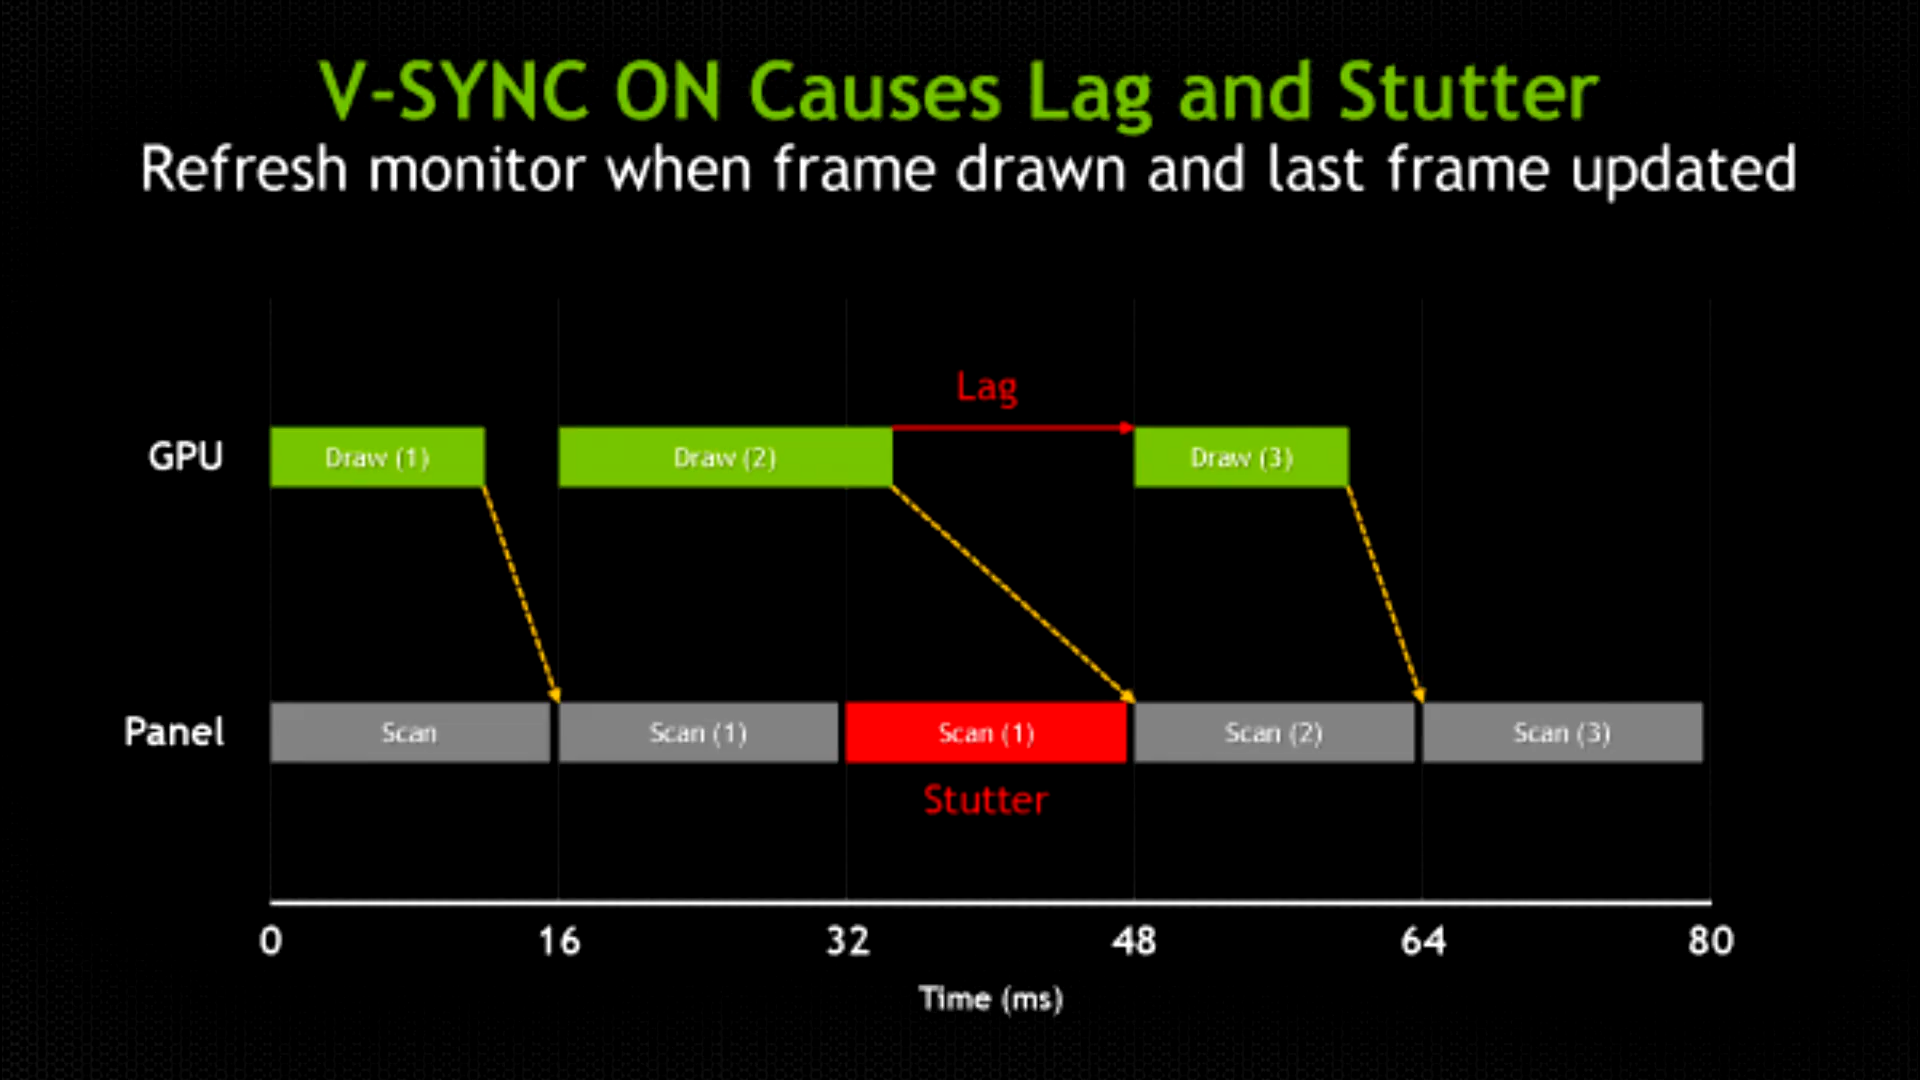 V-SYNC ON Causes Lag and Stutter
Refresh monitor when frame drawn and last frame updated
Lag
GPU
Draw (1)
Draw (2)
Draw (3)
Panel
Scan
Scan (1)
Scan (1)
Scan (2)
Scan (3)
Stutter
0 16 32 48 64 80
Time (ms)